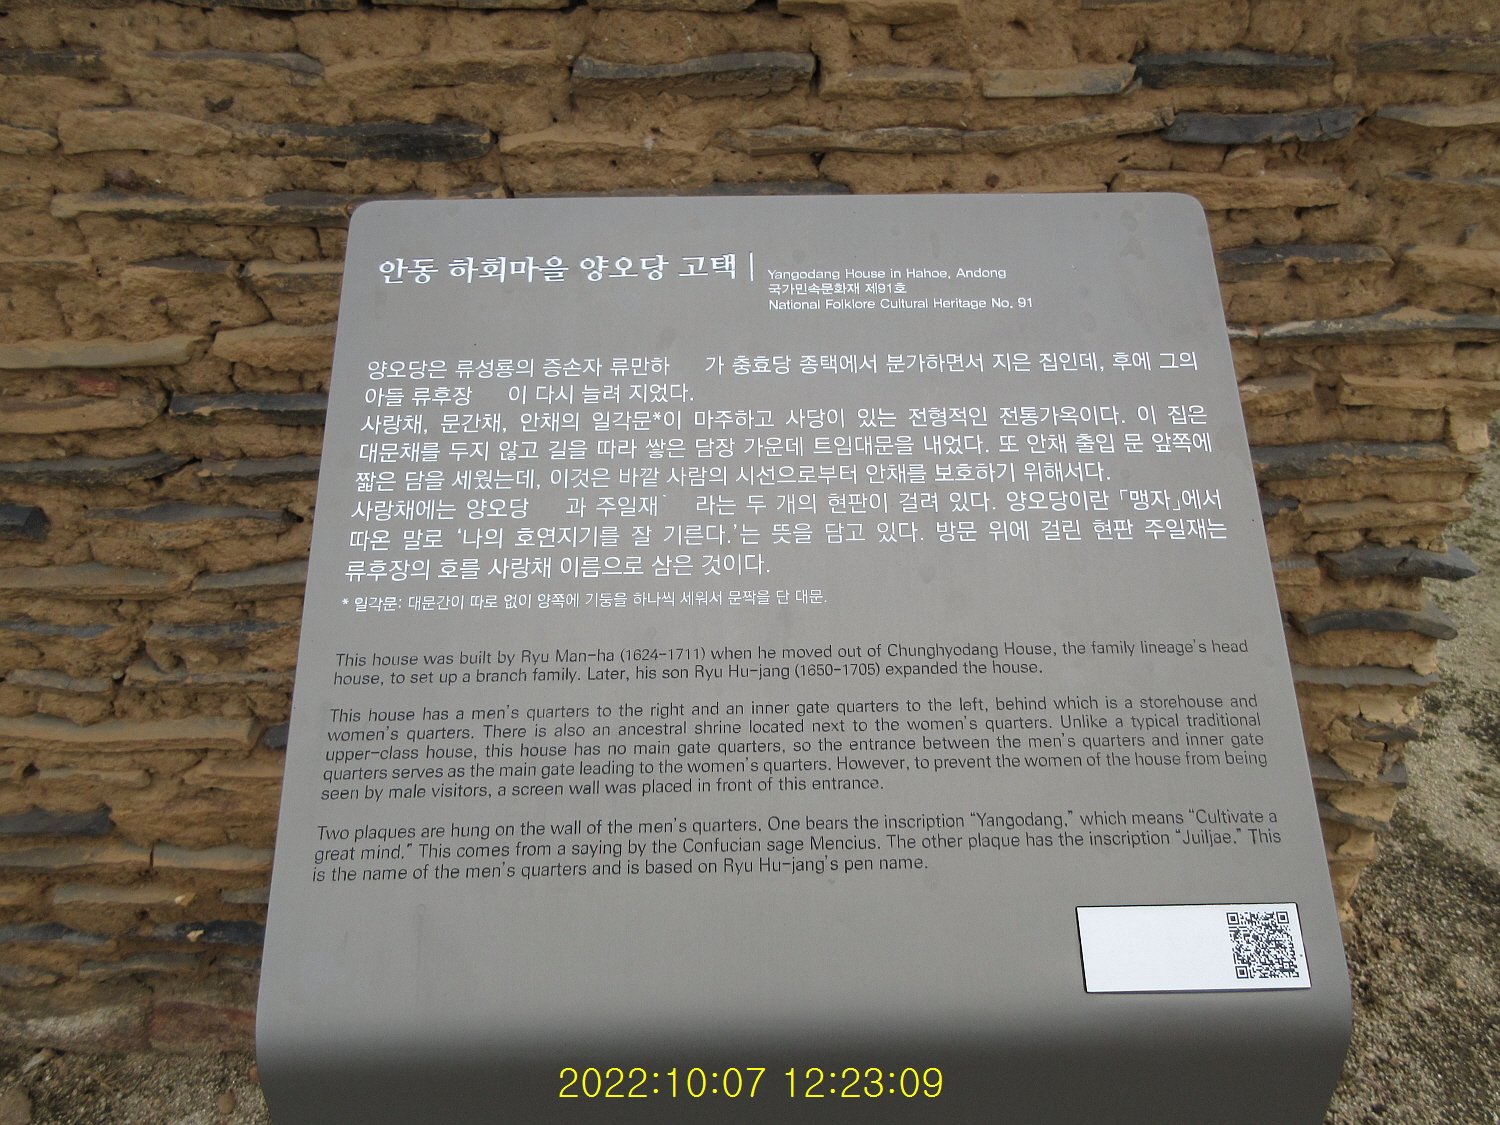 안동 하회마을 양오당 고택
Yangodang House in Hahoe, Andong
국가민속문화재 제91호
National Folklore Cultural Heritage No. 91
양오당은 류성룡의 증손자 류만하 가 충효당 종택에서 분가하면서 지은 집인데, 후에 그의
아들 류후장 이 다시 늘려 지었다.
사랑채, 문간채, 안채의 일각문*이 마주하고 사당이 있는 전형적인 전통가옥이다. 이 집은
대문채를 두지 않고 길을 따라 쌓은 담장 가운데 트임대문을 내었다. 또 안채 출입 문 앞쪽에
짧은 담을 세웠는데, 이것은 바깥 사람의 시선으로부터 안채를 보호하기 위해서다.
사랑채에는 양오당 과 주일재 라는 두 개의 현판이 걸려 있다. 양오당이란 「맹자」에서
따온 말로 ‘나의 호연지기를 잘 기른다.’는 뜻을 담고 있다. 방문 위에 걸린 현판 주일재는
류후장의 호를 사랑채 이름으로 삼은 것이다.
* 일각문: 대문간이 따로 없이 양쪽에 기둥을 하나씩 세워서 문짝을 단 대문.
This house was built by Ryu Man-ha (1624-1711) when he moved out of Chunghyodang House, the family lineage's head
house, to set up a branch family. Later, his son Ryu Hu-jang (1650-1705) expanded the house.
This house has a men's quarters to the right and an inner gate quarters to the left, behind which is a storehouse and
women's quarters. There is also an ancestral shrine located next to the women's quarters. Unlike a typical traditional
upper-class house, this house has no main gate quarters, so the entrance between the men's quarters and inner gate
quarters serves as the main gate leading to the women's quarters. However, to prevent the women of the house from being
seen by male visitors, a screen wall was placed in front of this entrance.
Two plaques are hung on the wall of the men's quarters. One bears the inscription “Yangodang,” which means “Cultivate a
great mind.” This comes from a saying by the Confucian sage Mencius. The other plaque has the inscription “Juiljae.” This
is the name of the men's quarters and is based on Ryu Hu-jang's pen name.
2022:10:07 12:23:09